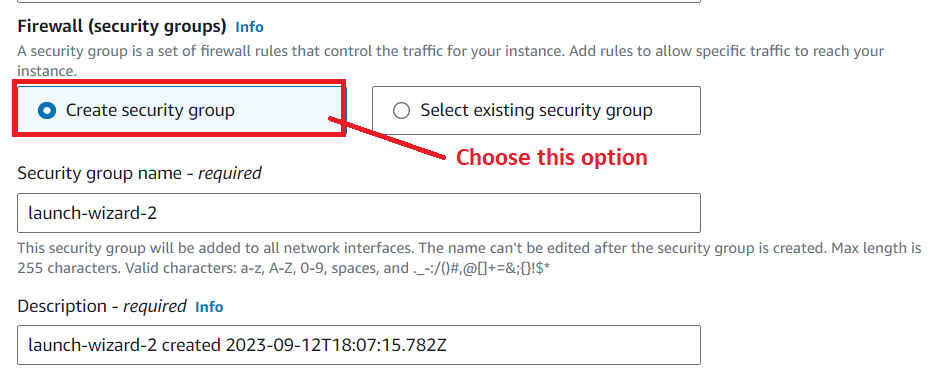 Firewall (security groups) Info
A security group is a set of firewall rules that control the traffic for your instance. Add rules to allow specific traffic to reach your
instance.
Create security group
Select existing security group
Choose this option
Security group name - required
launch-wizard-2
This security group will be added to all network interfaces. The name can't be edited after the security group is created. Max length is
255 characters. Valid characters: a-z, A-Z, 0-9, spaces, and ._-:/()#,@[]+=&;{}!$*
Description - required Info
launch-wizard-2 created 2023-09-12T18:07:15.782Z